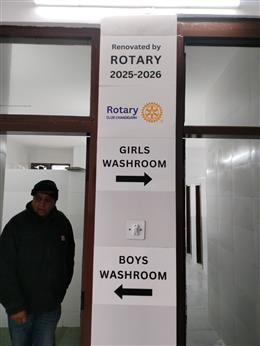 Renovated by
ROTARY
2025-2026
Rotary
CLUB CHANDIGARH
GIRLS
WASHROOM
BOYS
WASHROOM